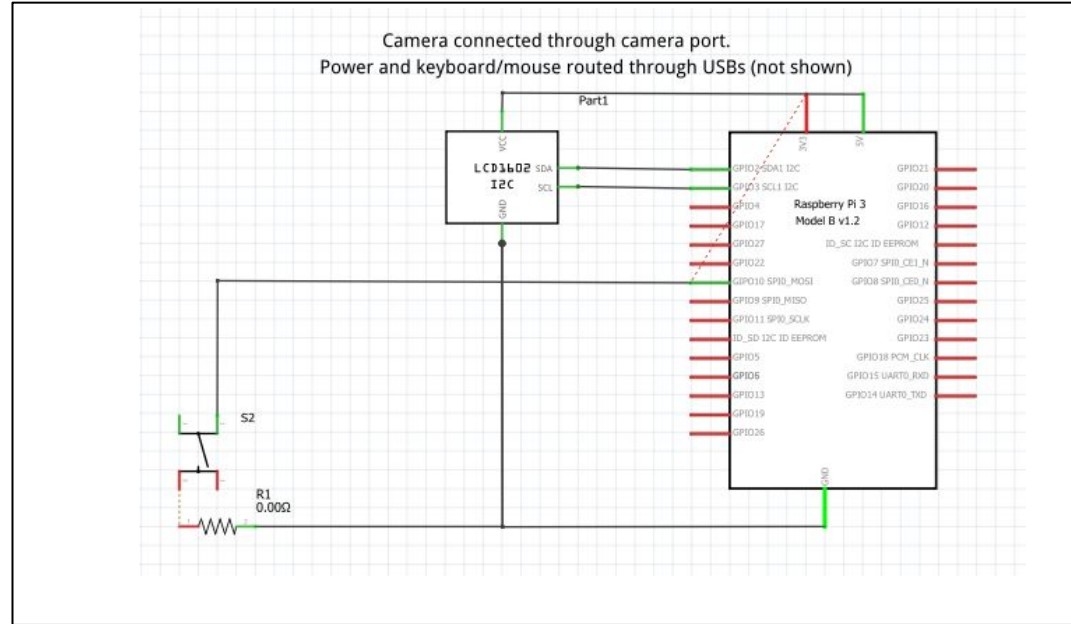 Camera connected through camera port.
Power and keyboard/mouse routed through USBs (not shown)
Part1
VCC
3V3
5V
LCD1602
I2C
SDA
SCL
GND
GPIO2 SDA1 I2C
GPIO3 SCL1 I2C
GPIO4
GPIO17
GPIO27
GPIO22
GIPO10 SPI0_MOSI
GPIO9 SPI0_MISO
GPIO11 SPI0_SCLK
ID_SD I2C ID EEPROM
GPIO5
GPIO6
GPIO13
GPIO19
GPIO26
Raspberry Pi 3
Model B v1.2
GPIO21
GPIO20
GPIO16
GPIO12
ID_SC I2C ID EEPROM
GPIO7 SPI0_CE1_N
GPIO8 SPI0_CE0_N
GPIO25
GPIO24
GPIO23
GPIO18 PCM_CLK
GPIO15 UART0_RXD
GPIO14 UART0_TXD
GND
S2
R1
0.00Ω